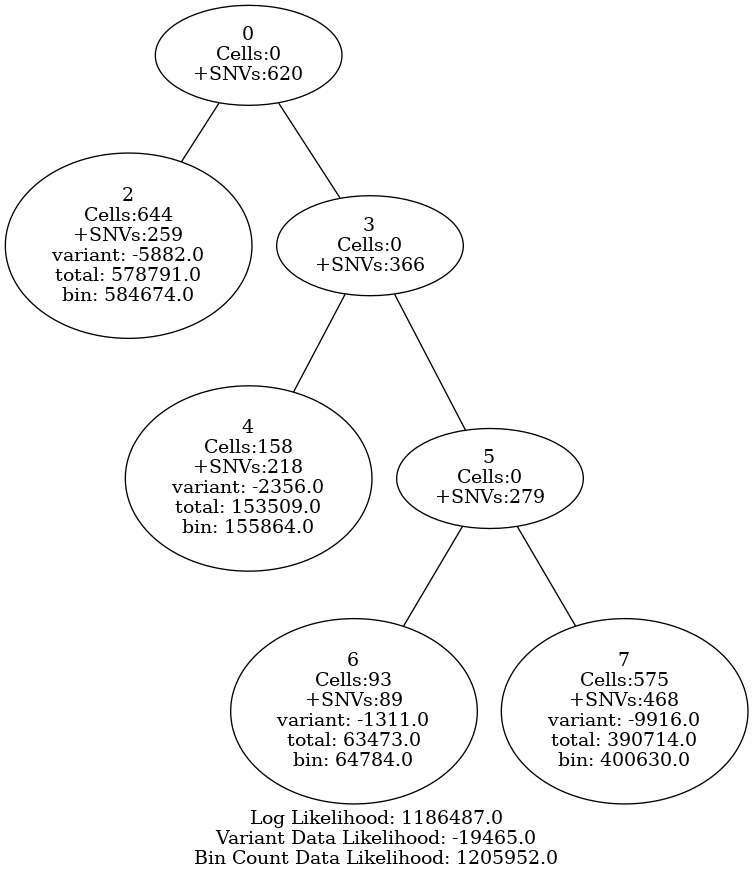 0
Cells:0
+SNVs:620
2
Cells:644
+SNVs:259
variant: -5882.0
total: 578791.0
bin: 584674.0
3
Cells:0
+SNVs:366
4
Cells:158
+SNVs:218
variant: -2356.0
total: 153509.0
bin: 155864.0
5
Cells:0
+SNVs:279
6
Cells:93
+SNVs:89
variant: -1311.0
total: 63473.0
bin: 64784.0
7
Cells:575
+SNVs:468
variant: -9916.0
total: 390714.0
bin: 400630.0
Log Likelihood: 1186487.0
Variant Data Likelihood: -19465.0
Bin Count Data Likelihood: 1205952.0